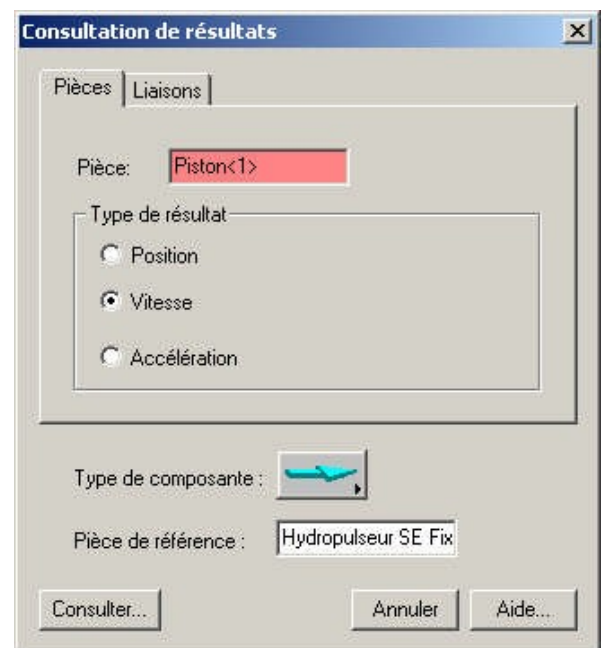 Consultation de résultats
Pièces Liaisons
Pièce: Piston<1>
Type de résultat
Position
Vitesse
Accélération
Type de composante :
Pièce de référence : Hydropulseur SE Fix
Consulter... Annuler Aide...